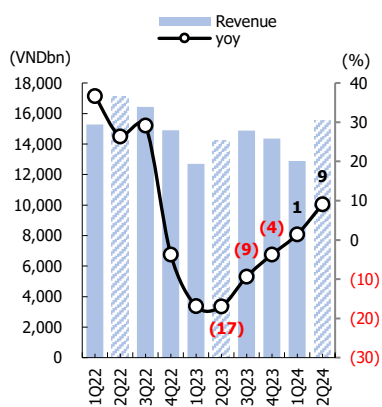 Revenue
yoy
(VNDbn)
(%)
18,000
16,000
14,000
12,000
10,000
8,000
6,000
4,000
2,000
0
40
30
20
10
0
(10)
(20)
(30)
(17)
(9)
(4)
1
9
1Q22
2Q22
3Q22
4Q22
1Q23
2Q23
3Q23
4Q23
1Q24
2Q24